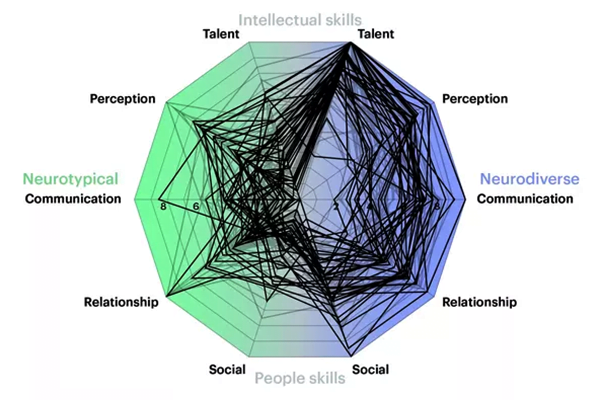 Intellectual skills
Talent Talent
Perception Perception
Neurotypical Neurodiverse
Communication Communication
8 6 2 8
Relationship Relationship
Social Social
People skills